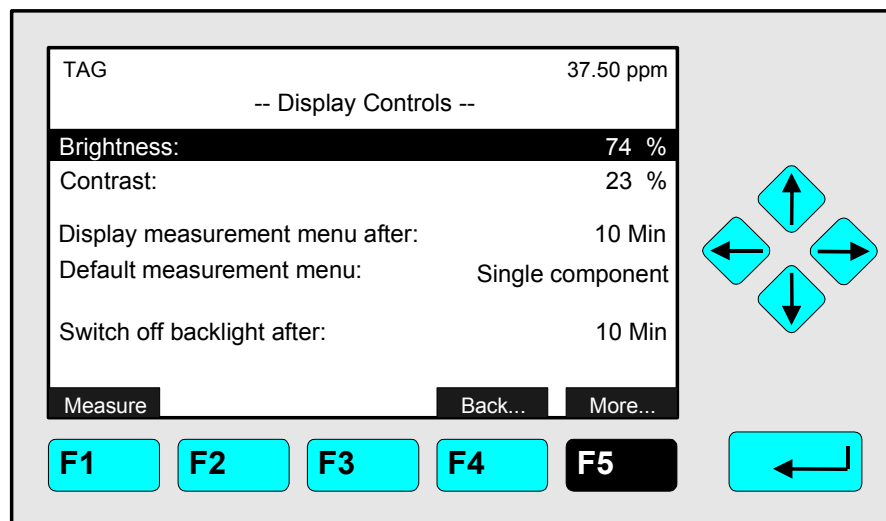 TAG 37.50 ppm
-- Display Controls --
Brightness: 74 %
Contrast: 23 %
Display measurement menu after: 10 Min
Default measurement menu: Single component
Switch off backlight after: 10 Min
Measure Back... More...
F1 F2 F3 F4 F5